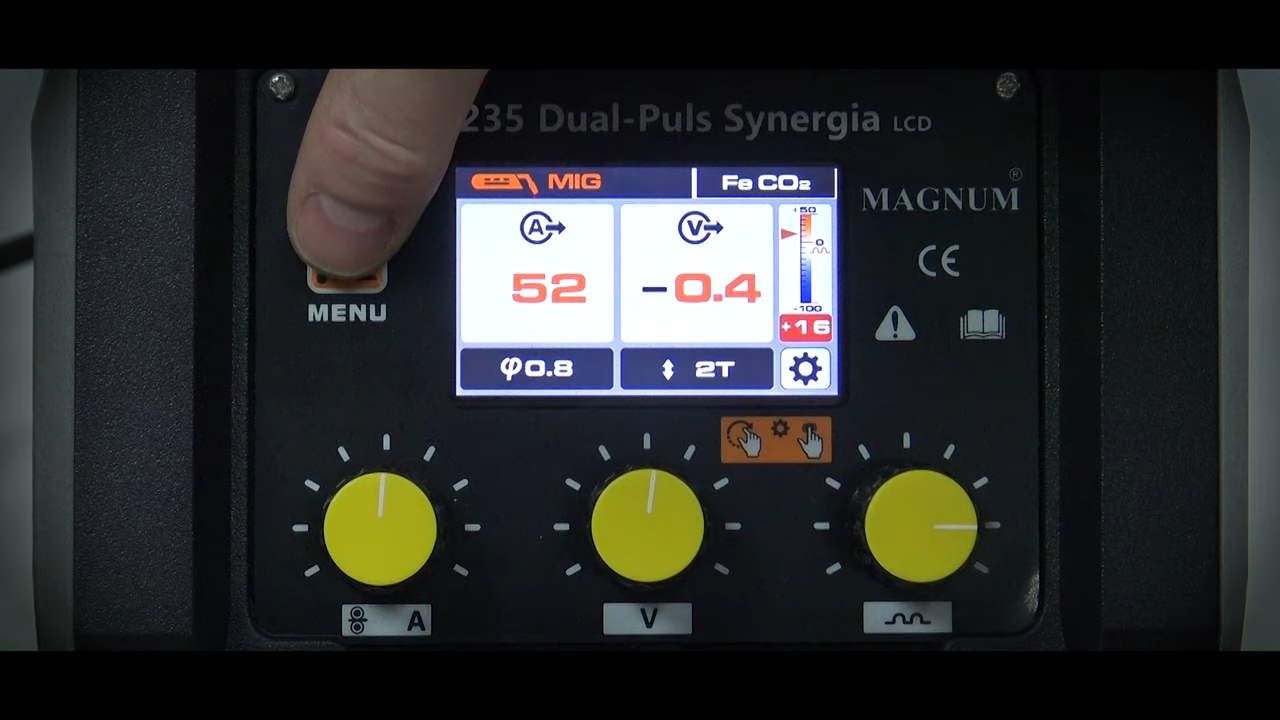 235 Dual-Puls Synergia LCD
MIG
Fe CO₂
MAGNUM®
A
V
+50
0
52
-0.4
-100
+16
CE
MENU
φ0.8
2T
A
V